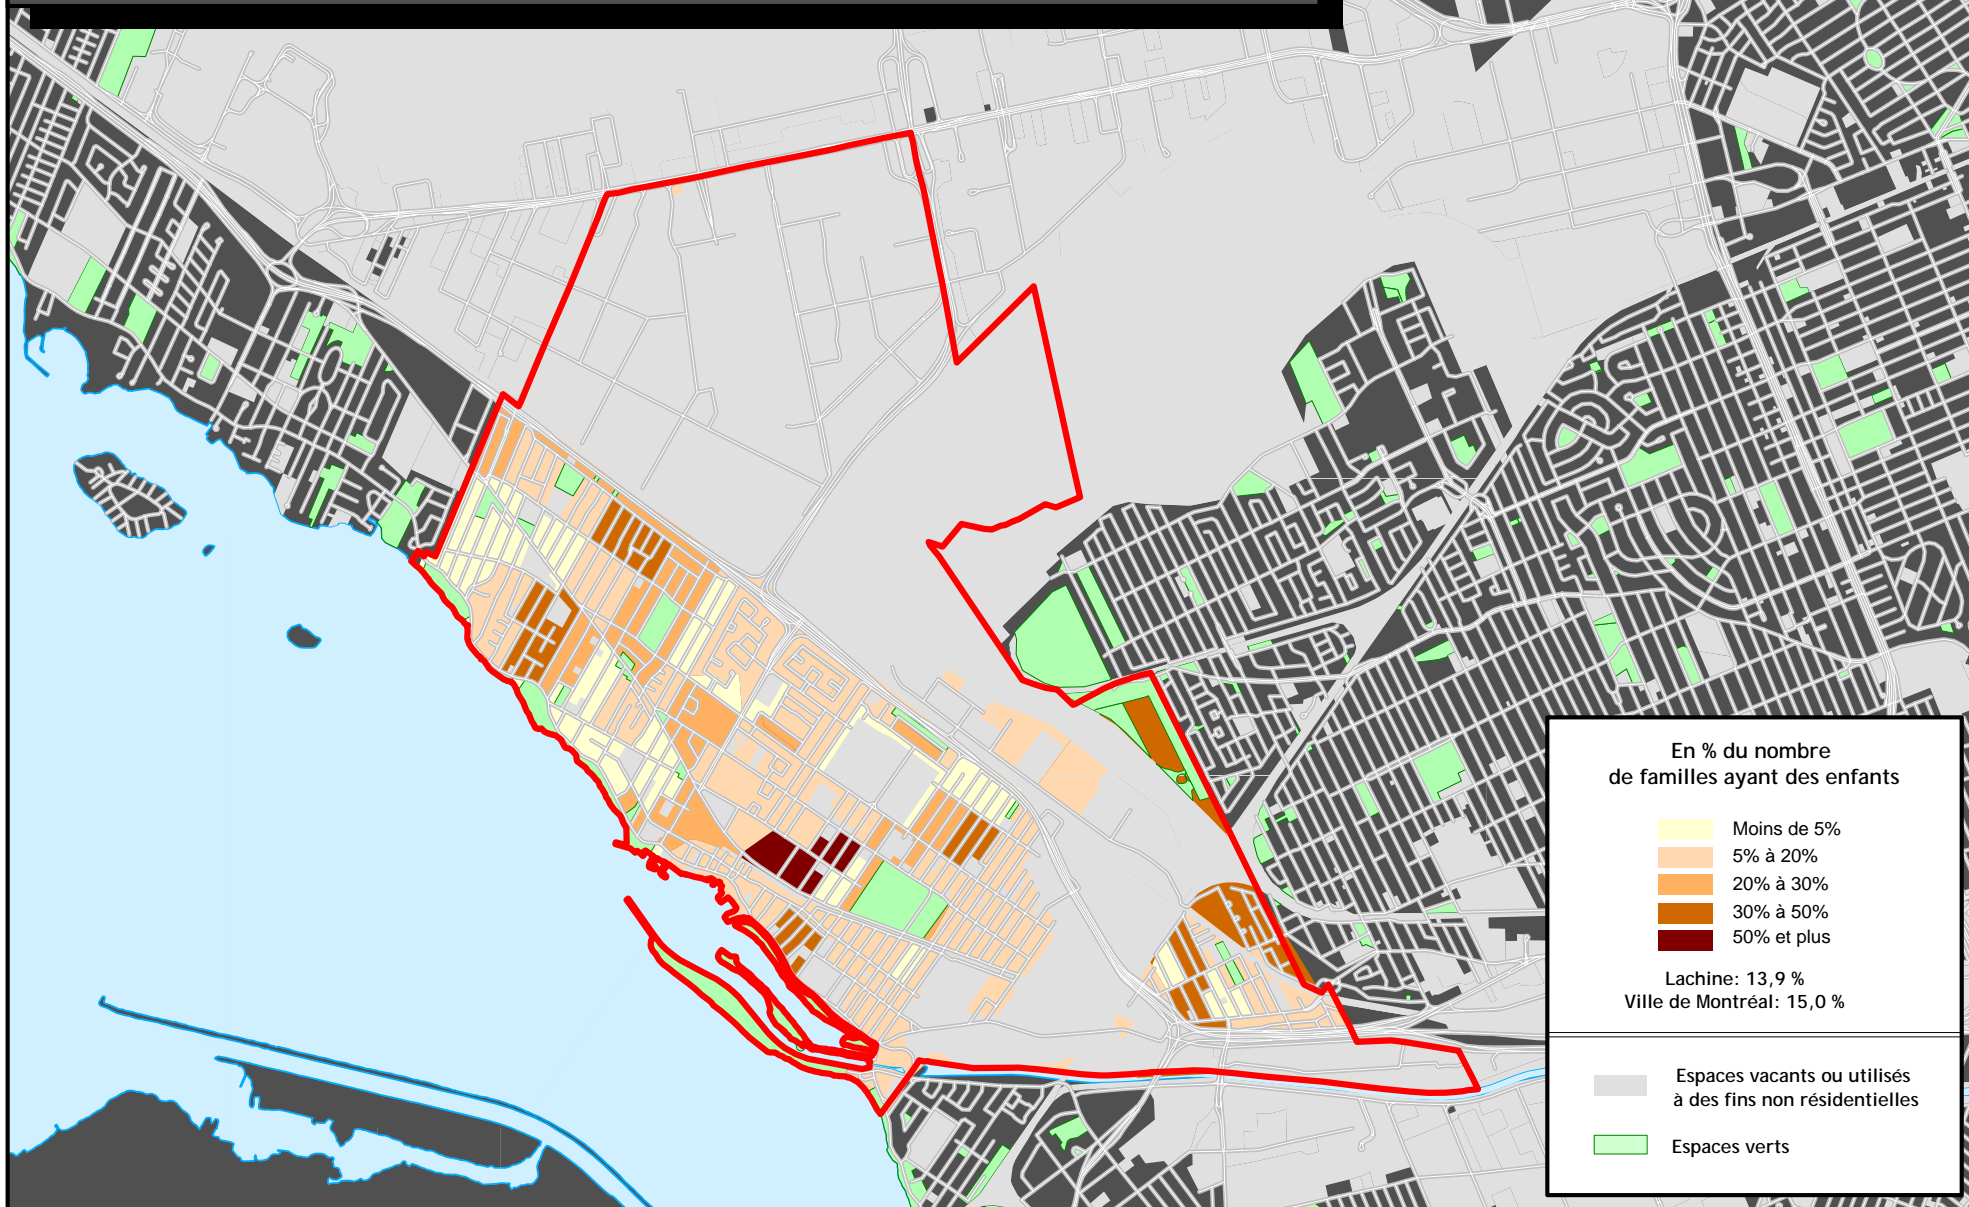 En % du nombre
de familles ayant des enfants
Moins de 5%
5% à 20%
20% à 30%
30% à 50%
50% et plus
Lachine: 13,9 %
Ville de Montréal: 15,0 %
Espaces vacants ou utilisés
à des fins non résidentielles
Espaces verts